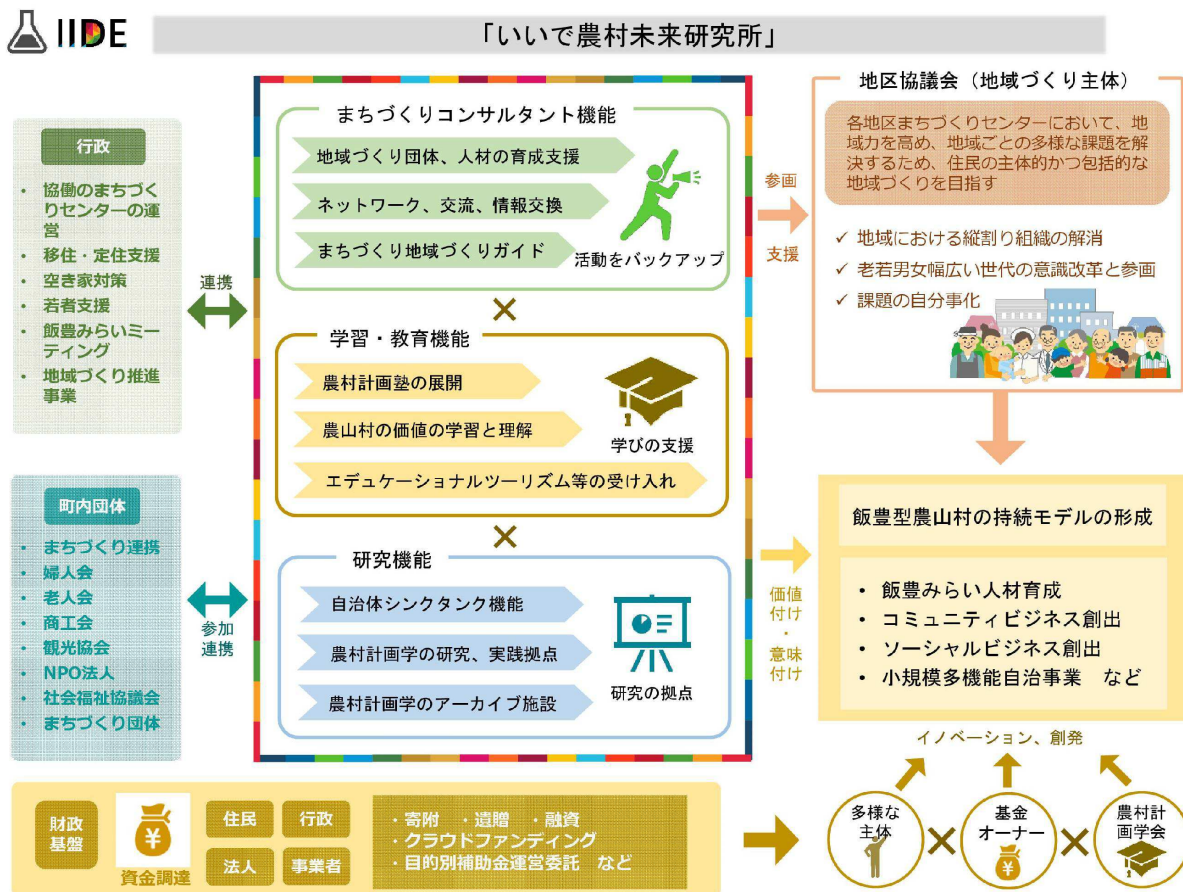 IIDE
「いいで農村未来研究所」
行政
・ 協働のまちづ
くりセンターの運
営
・ 移住・定住支援
・ 空き家対策
・ 若者支援
・ 飯豊みらいミー
ティング
・ 地域づくり推進
事業
連携
町内団体
・ まちづくり連携
・ 婦人会
・ 老人会
・ 商工会
・ 観光協会
・ NPO法人
・ 社会福祉協議会
・ まちづくり団体
参加
連携
まちづくりコンサルタント機能
地域づくり団体、人材の育成支援
ネットワーク、交流、情報交換
まちづくり地域づくりガイド
活動をバックアップ
×
学習・教育機能
農村計画塾の展開
農山村の価値の学習と理解
エデュケーショナルツーリズム等の受け入れ
学びの支援
×
研究機能
自治体シンクタンク機能
農村計画学の研究、実践拠点
農村計画学のアーカイブ施設
研究の拠点
参画
支援
地区協議会（地域づくり主体）
各地区まちづくりセンターにおいて、地
域力を高め、地域ごとの多様な課題を解
決するため、住民の主体的かつ包括的な
地域づくりを目指す
✓ 地域における縦割り組織の解消
✓ 老若男女幅広い世代の意識改革と参画
✓ 課題の自分事化
価値
付け
・
意味
付け
飯豊型農山村の持続モデルの形成
・ 飯豊みらい人材育成
・ コミュニティビジネス創出
・ ソーシャルビジネス創出
・ 小規模多機能自治事業 など
イノベーション、創発
多様な
主体
×
基金
オーナー
¥
×
農村計
画学会
財政
基盤
¥
資金調達
住民
行政
法人
事業者
・寄附 ・遺贈 ・融資
・クラウドファンディング
・目的別補助金運営委託 など